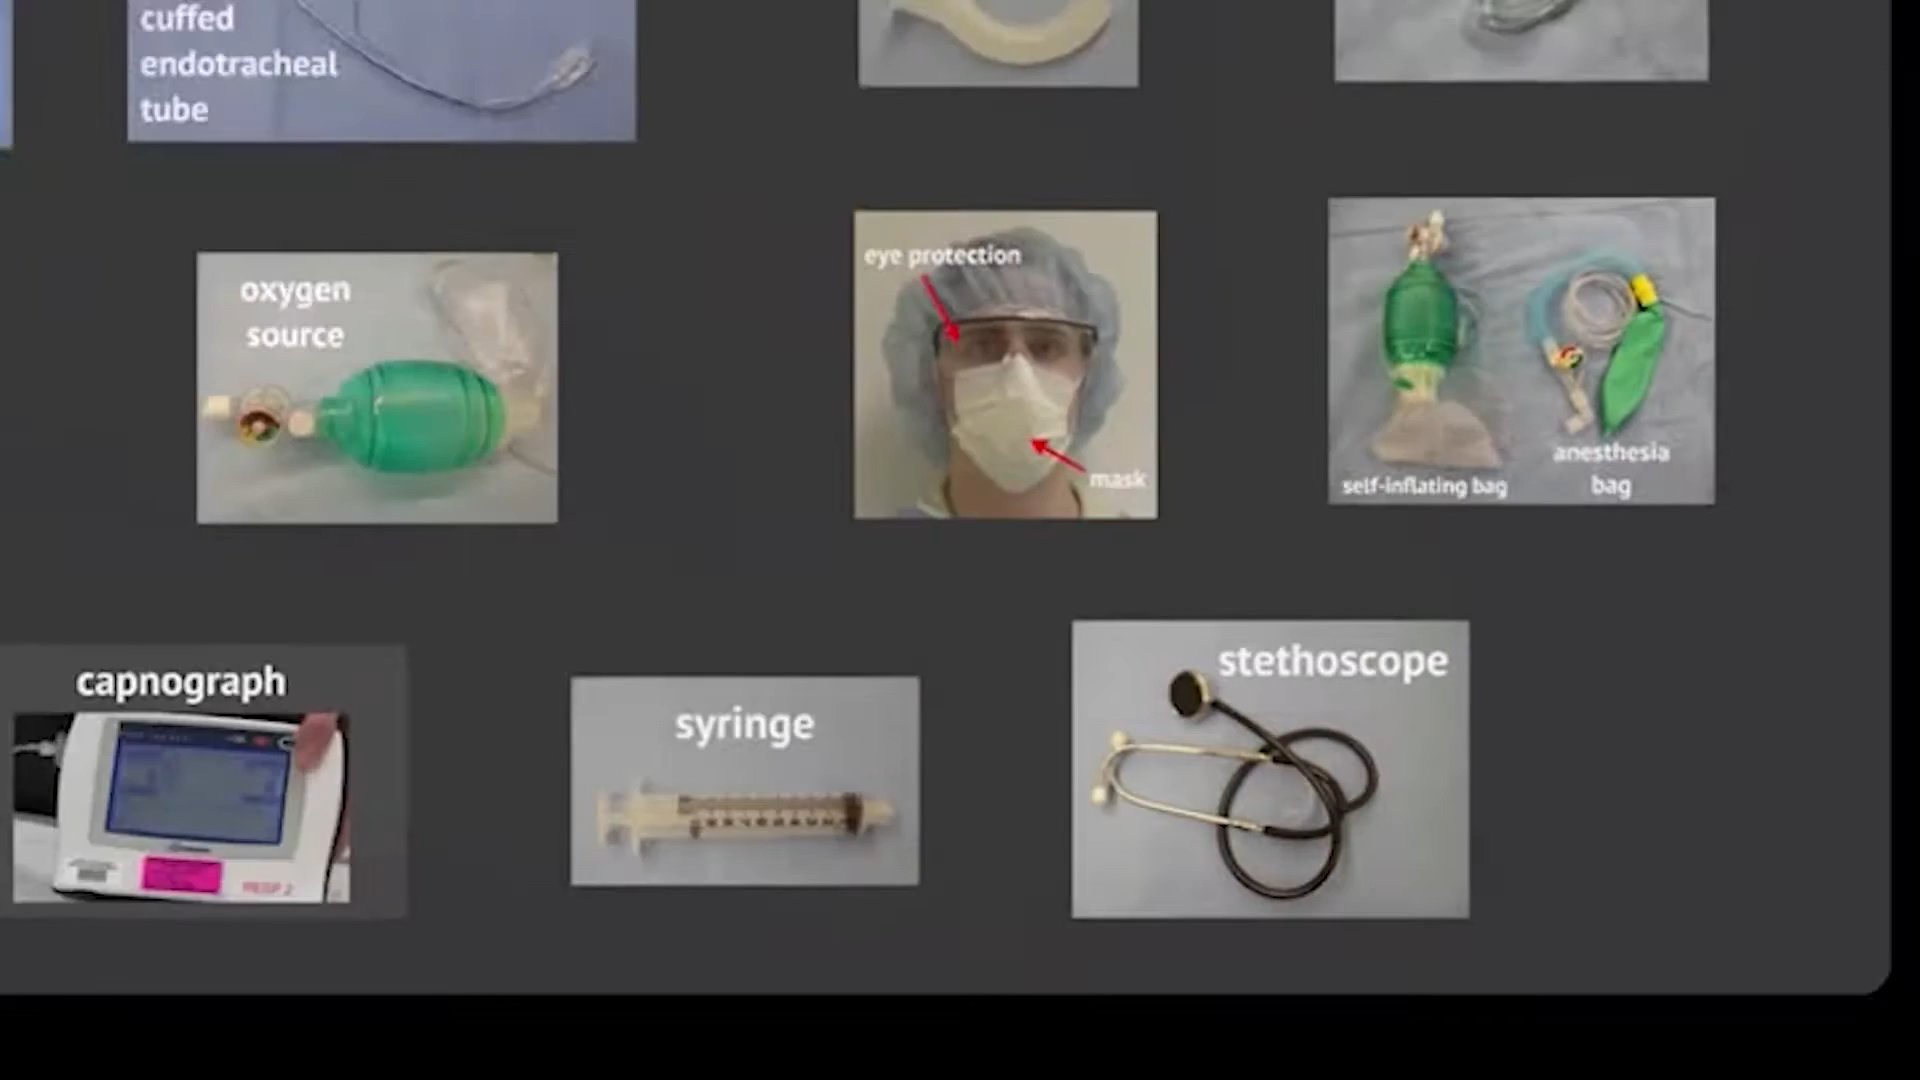 cuffed
endotracheal
tube
oxygen
source
eye protection
mask
self-inflating bag
anesthesia
bag
capnograph
syringe
stethoscope